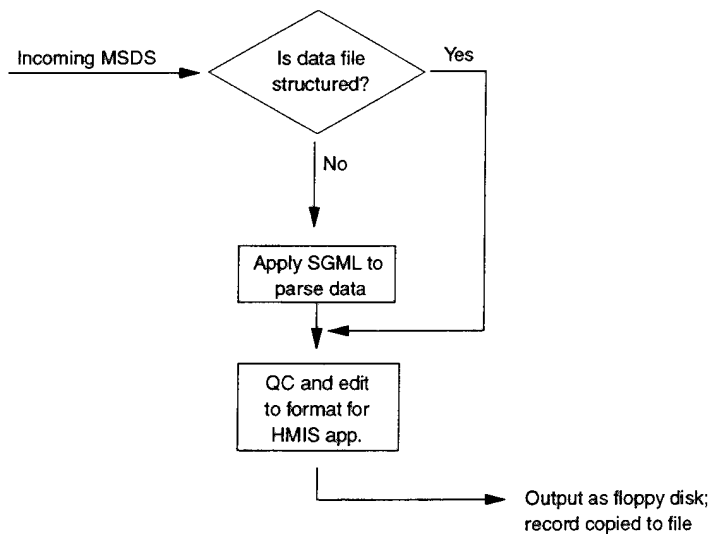 Incoming MSDS
Is data file
structured?
Yes
No
Apply SGML to
parse data
QC and edit
to format for
HMIS app.
Output as floppy disk;
record copied to file